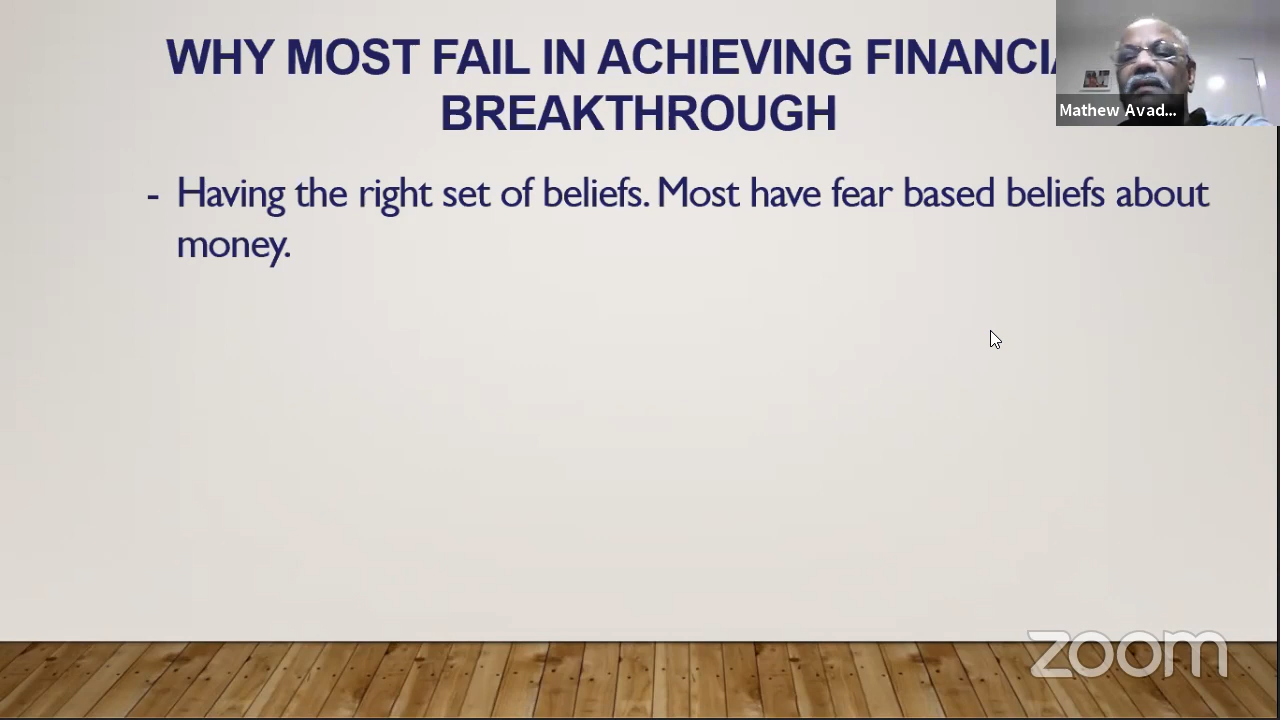 WHY MOST FAIL IN ACHIEVING FINANCIA
BREAKTHROUGH
Mathew Avad...
- Having the right set of beliefs. Most have fear based beliefs about
money.
zoom